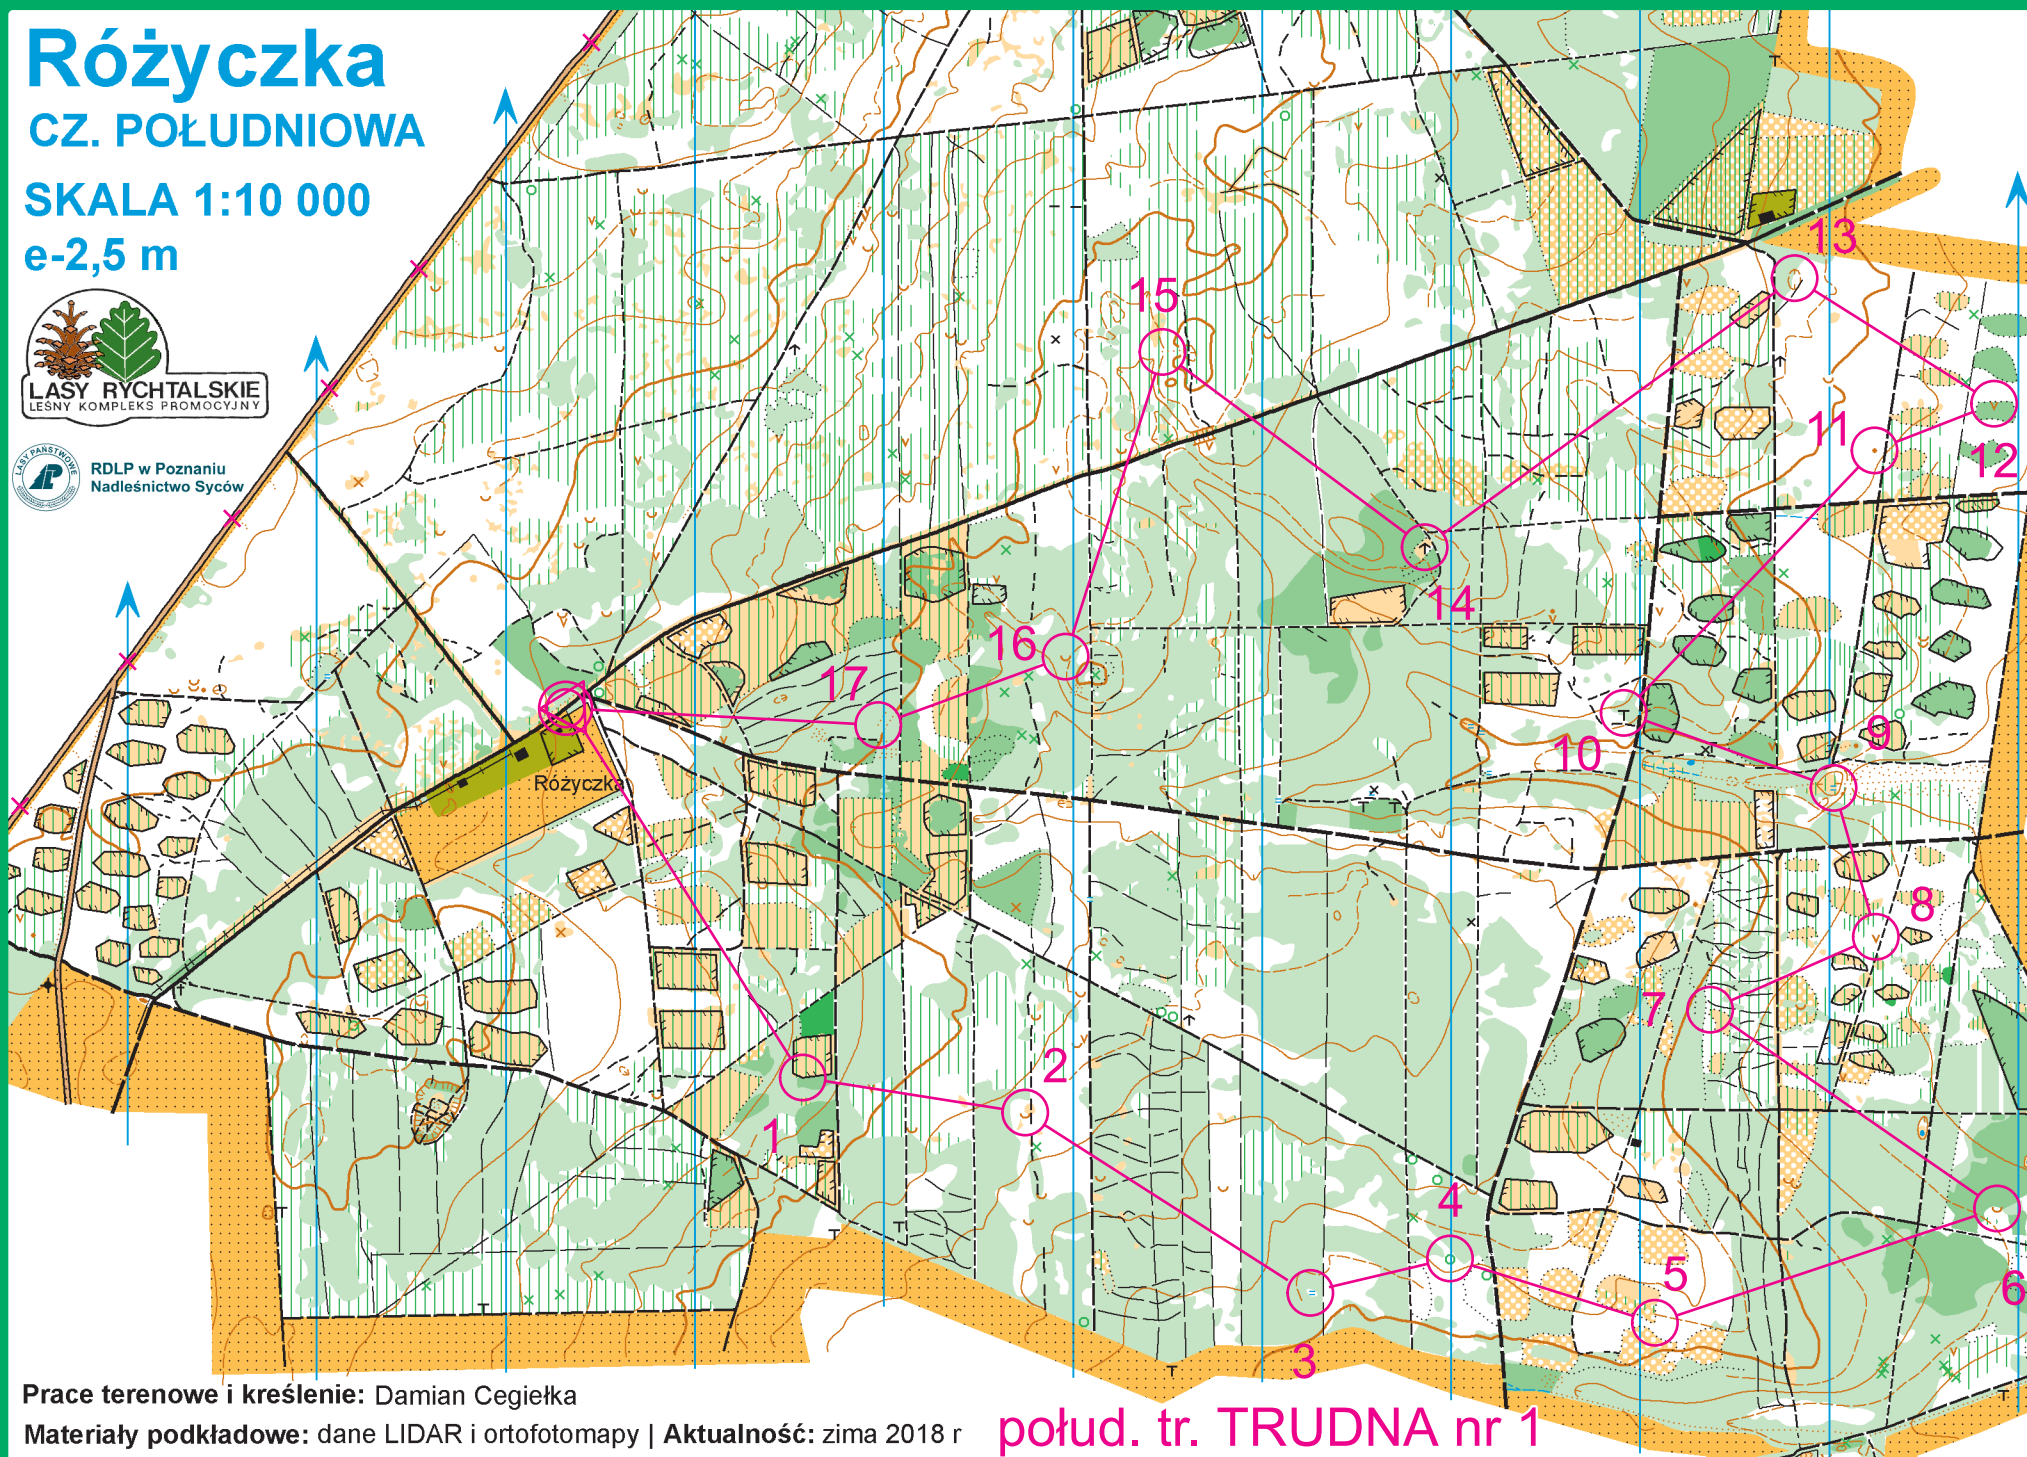 Różyczka
CZ. POŁUDNIOWA
SKALA 1:10 000
e-2,5 m
LASY RYCHTALSKIE
LEŚNY KOMPLEKS PROMOCYJNY
LASY PAŃSTWOWE
RDLP w Poznaniu
Nadleśnictwo Syców
13
15
11
12
14
16
17
9
10
Różyczka
8
7
2
1
4
5
6
3
Prace terenowe i kreślenie: Damian Cegiełka
Materiały podkładowe: dane LIDAR i ortofotomapy | Aktualność: zima 2018 r
połud. tr. TRUDNA nr 1